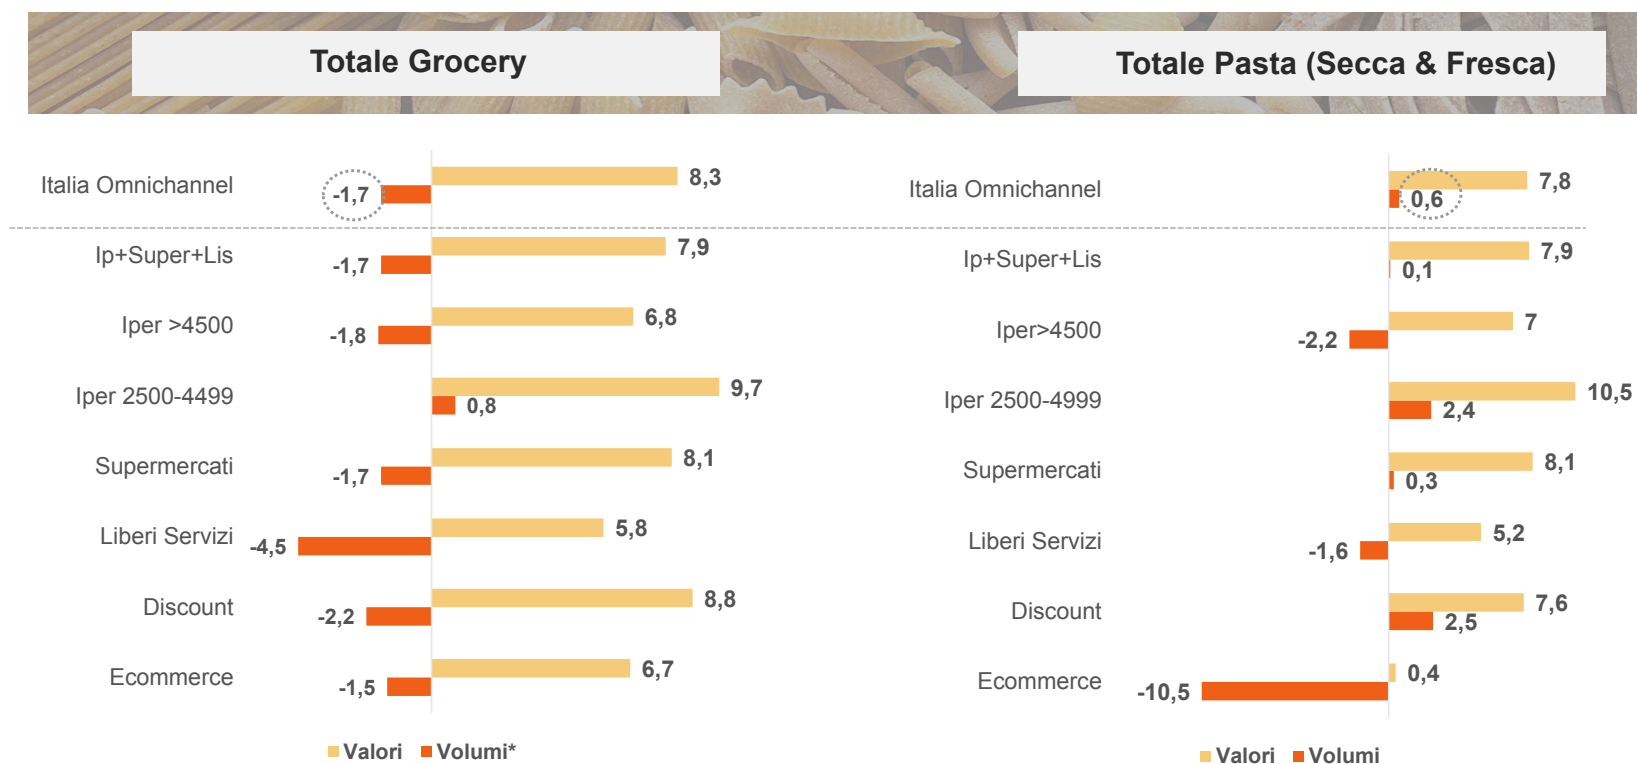 Totale Grocery
Totale Pasta (Secca & Fresca)
Italia Omnichannel
-1,7
8,3
Ip+Super+Lis
-1,7
7,9
Iper >4500
-1,8
6,8
Iper 2500-4499
0,8
9,7
Supermercati
-1,7
8,1
Liberi Servizi
-4,5
5,8
Discount
-2,2
8,8
Ecommerce
-1,5
6,7
Valori Volumi*
Italia Omnichannel
7,8
0,6
Ip+Super+Lis
7,9
0,1
Iper>4500
7
-2,2
Iper 2500-4999
10,5
2,4
Supermercati
8,1
0,3
Liberi Servizi
5,2
-1,6
Discount
7,6
2,5
Ecommerce
0,4
-10,5
Valori Volumi